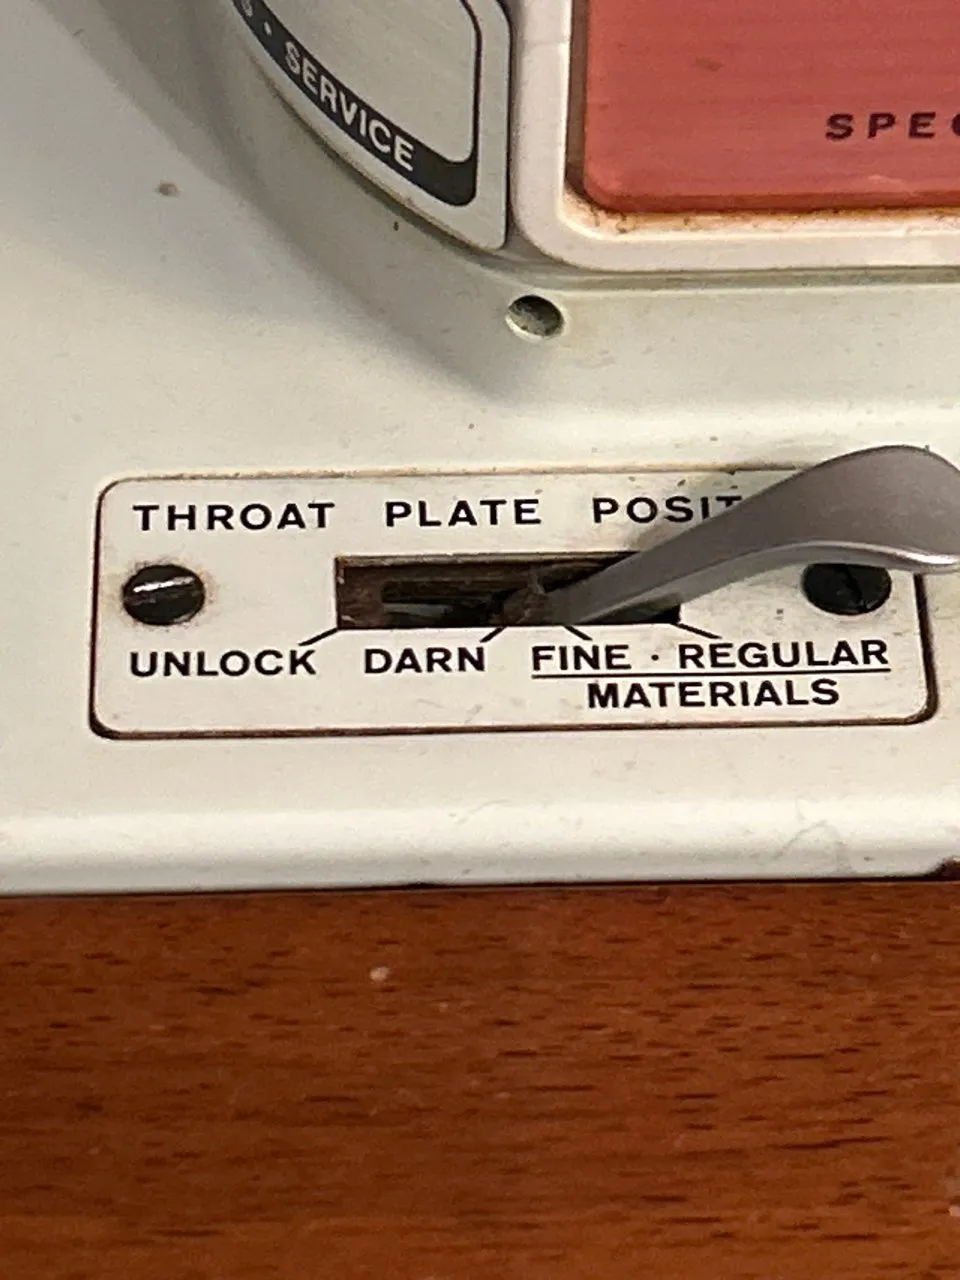 S · SERVICE
SPEC
THROAT PLATE POSIT
UNLOCK DARN FINE · REGULAR
MATERIALS